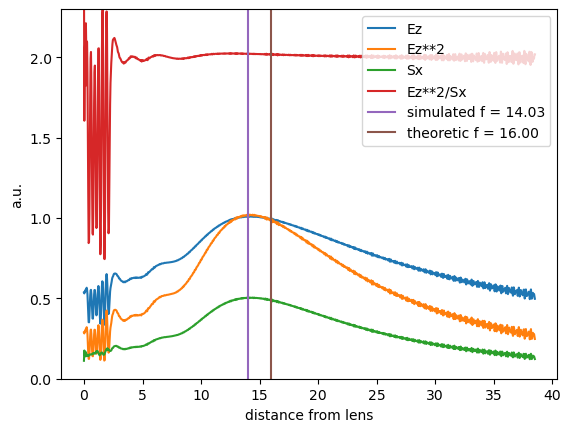 2.0
1.5
1.0
0.5
0.0
a.u.
Ez
Ez**2
Sx
Ez**2/Sx
simulated f = 14.03
theoretic f = 16.00
0 5 10 15 20 25 30 35 40
distance from lens